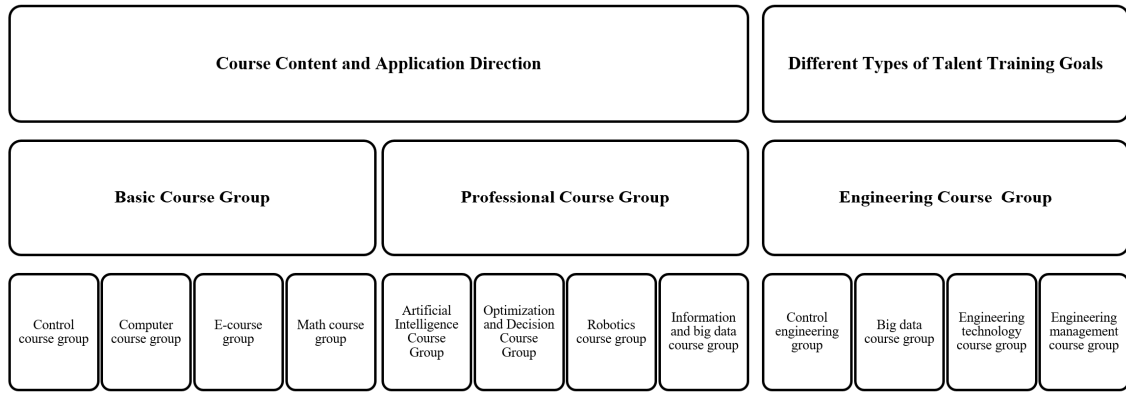 Course Content and Application Direction
Different Types of Talent Training Goals
Basic Course Group
Professional Course Group
Engineering Course Group
Control
course group
Computer
course group
E-course
group
Math course
group
Artificial
Intelligence
Course
Group
Optimization
and Decision
Course
Group
Robotics
course group
Information
and big data
course group
Control
engineering
group
Big data
course group
Engineering
technology
course group
Engineering
management
course group